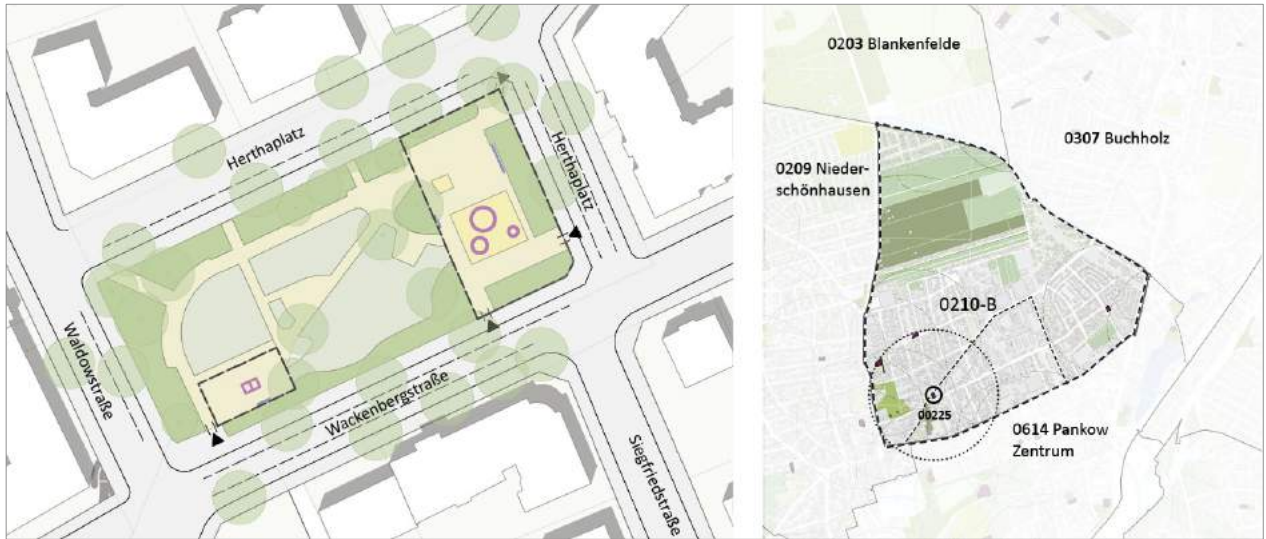 Herthaplatz
Herthaplatz
Waldowstraße
Wackenbergstraße
Siegfriedstraße
0203 Blankenfelde
0307 Buchholz
0209 Nieder-
schönhausen
0210-B
00225
0614 Pankow
Zentrum